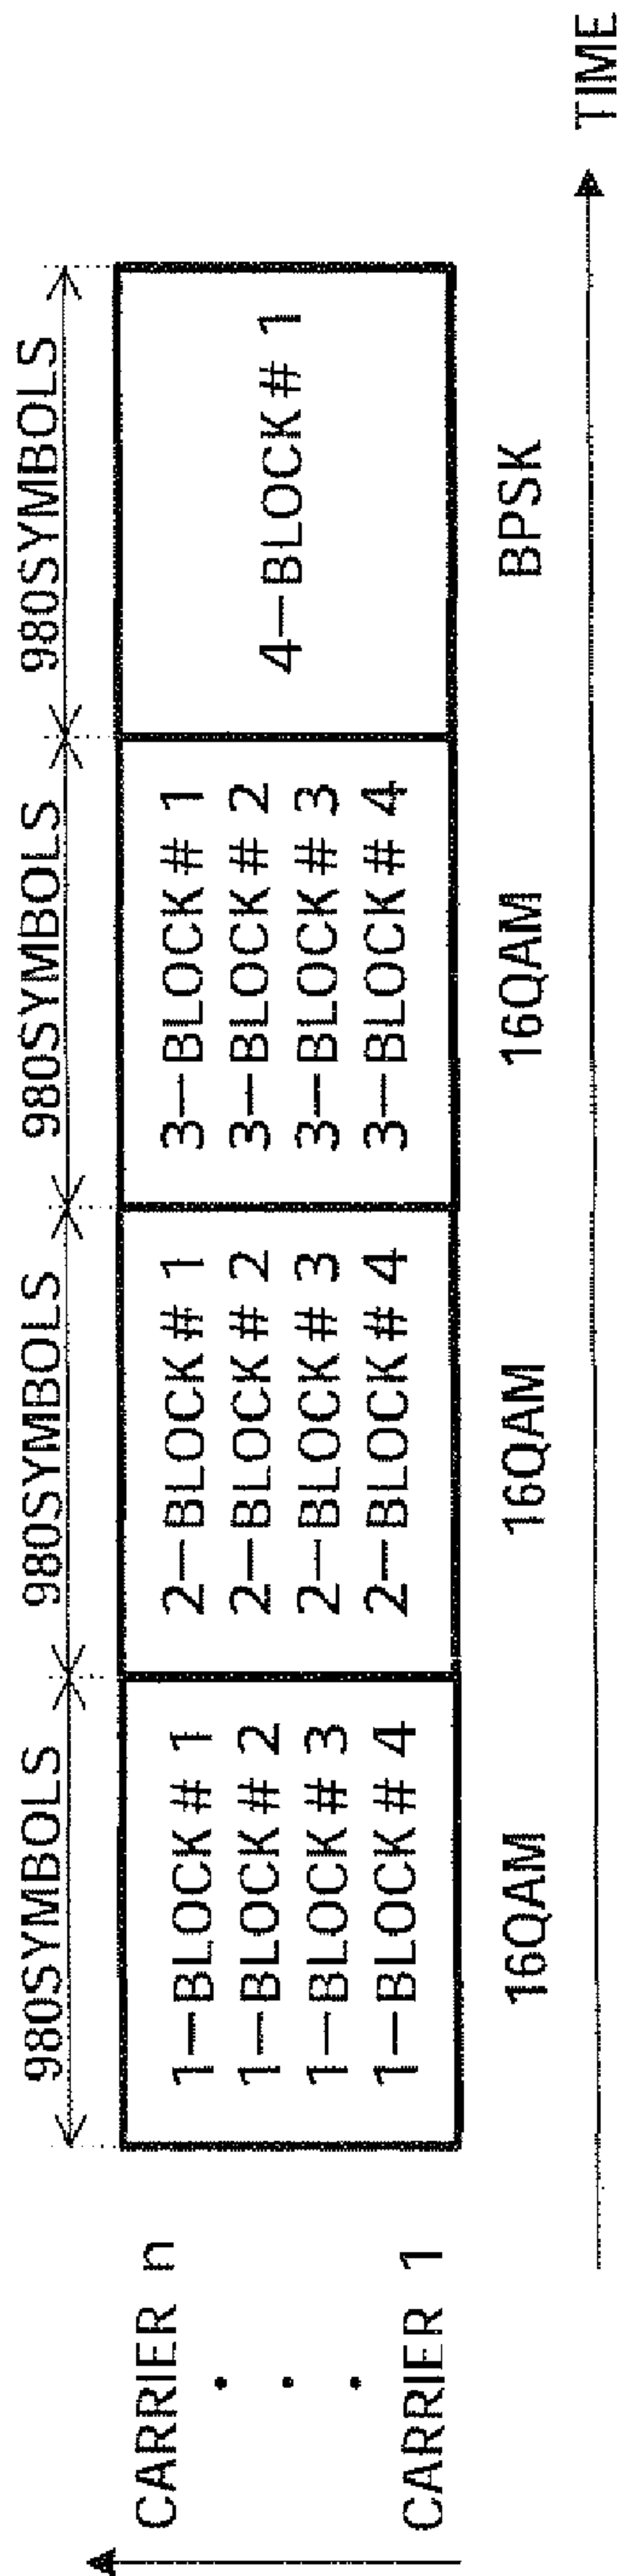 980SYMBOLS 980SYMBOLS 980SYMBOLS 980SYMBOLS
CARRIER n
CARRIER 1
1-BLOCK # 1
1-BLOCK # 2
1-BLOCK # 3
1-BLOCK # 4
2-BLOCK # 1
2-BLOCK # 2
2-BLOCK # 3
2-BLOCK # 4
3-BLOCK # 1
3-BLOCK # 2
3-BLOCK # 3
3-BLOCK # 4
4-BLOCK # 1
16QAM 16QAM 16QAM BPSK
TIME